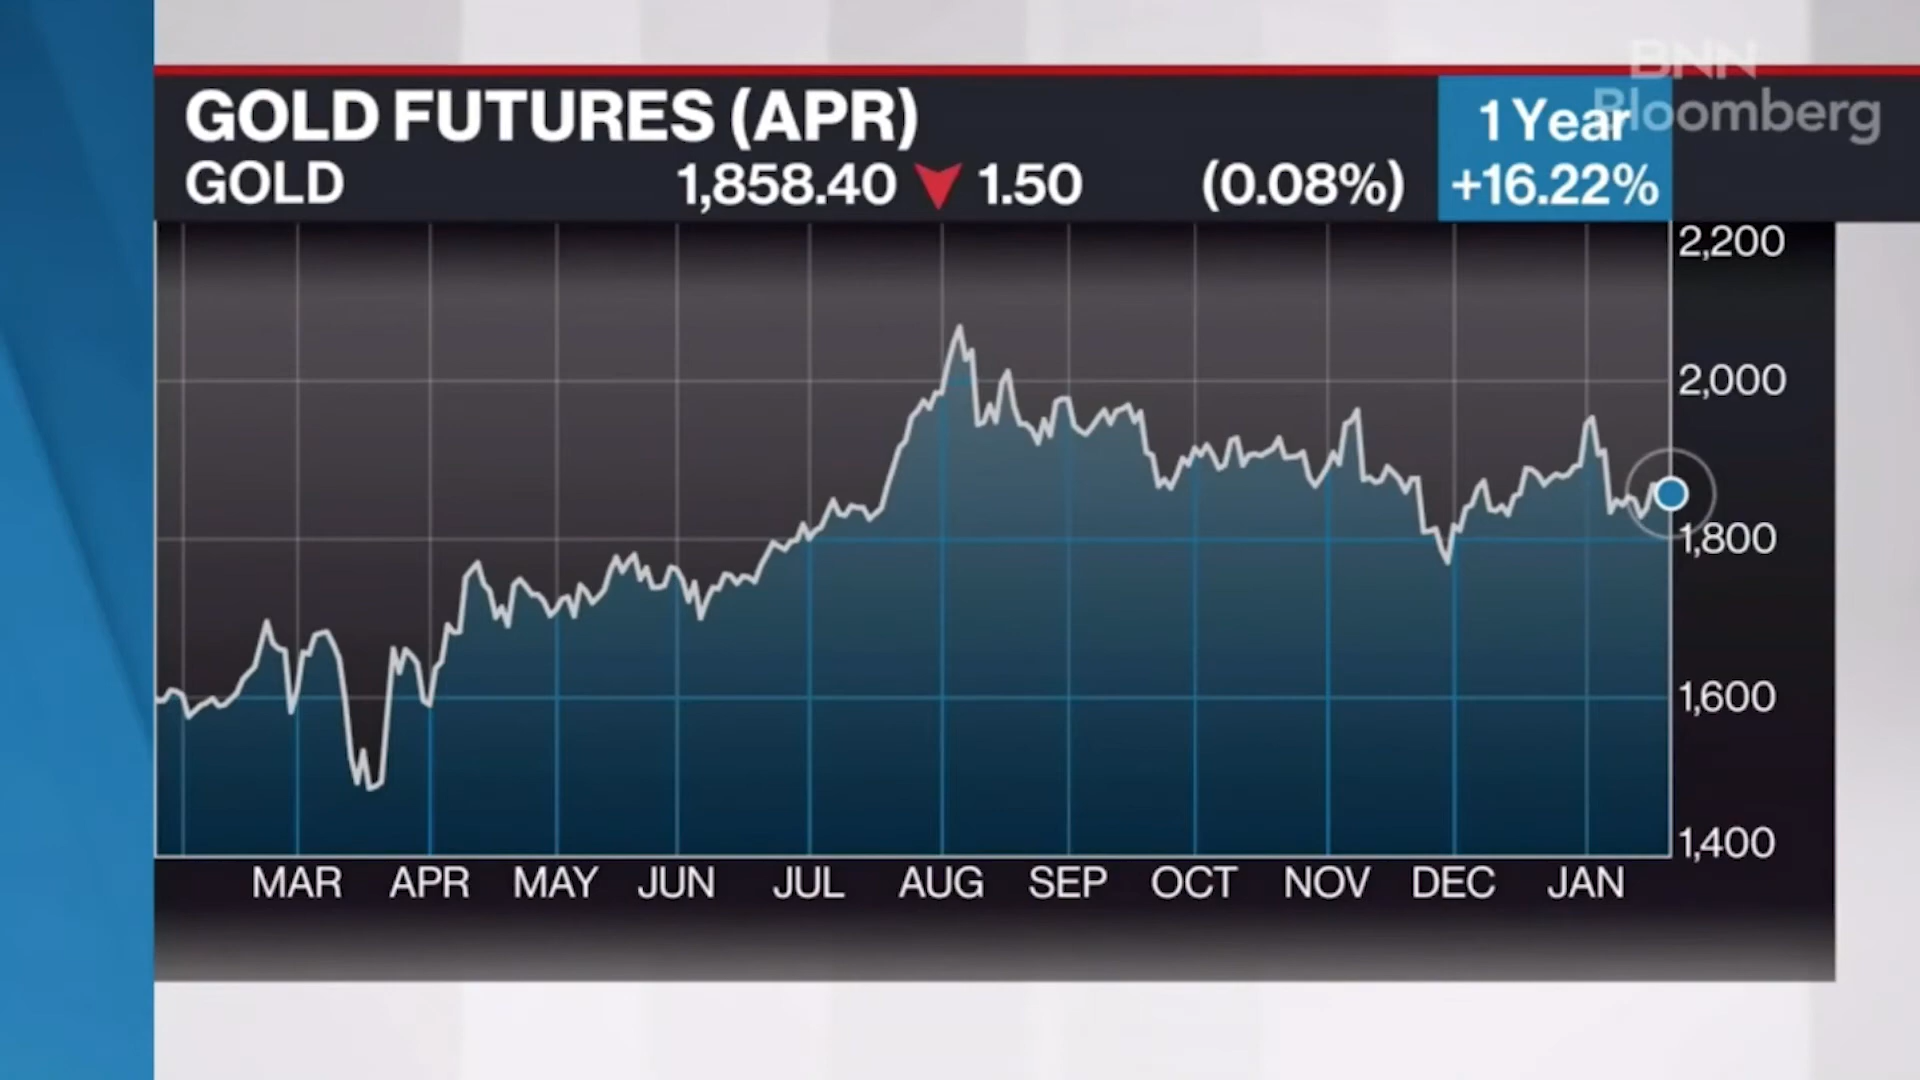 BNN
Bloomberg
GOLD FUTURES (APR)
1 Year
GOLD 1,858.40 ▼ 1.50 (0.08%) +16.22%
2,200
2,000
1,800
1,600
1,400
MAR APR MAY JUN JUL AUG SEP OCT NOV DEC JAN